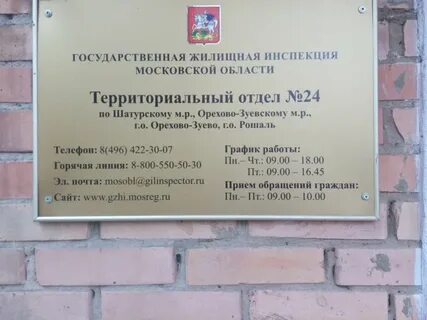 ГОСУДАРСТВЕННАЯ ЖИЛИЩНАЯ ИНСПЕКЦИЯ
МОСКОВСКОЙ ОБЛАСТИ
Территориальный отдел №24
по Шатурскому м.р., Орехово-Зуевскому м.р.,
г.о. Орехово-Зуево, г.о. Рошаль
Телефон: 8(496) 422-30-07
Горячая линия: 8-800-550-50-30
Эл. почта: mosobl@gilinspector.ru
Сайт: www.gzhi.mosreg.ru
График работы:
Пн.– Чт.: 09.00 – 18.00
Пт.: 09.00 – 16.45
Прием обращений граждан:
Пн.– Пт.: 09.00 – 10.00